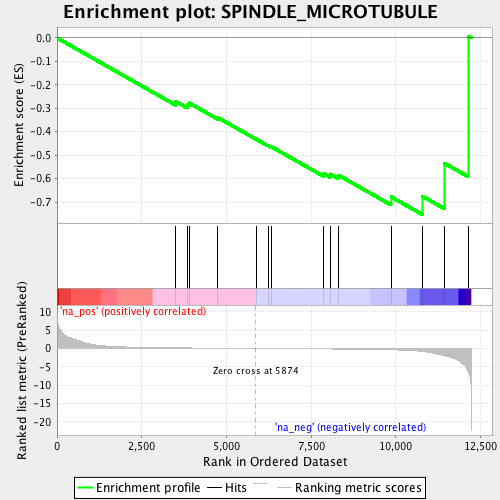 Enrichment plot: SPINDLE_MICROTUBULE
Enrichment score (ES)
0.0
-0.1
-0.2
-0.3
-0.4
-0.5
-0.6
-0.7
Ranked list metric (PreRanked)
10
5
0
-5
-10
-15
-20
'na_pos' (positively correlated)
Zero cross at 5874
'na_neg' (negatively correlated)
0
2,500
5,000
7,500
10,000
12,500
Rank in Ordered Dataset
Enrichment profile
Hits
Ranking metric scores